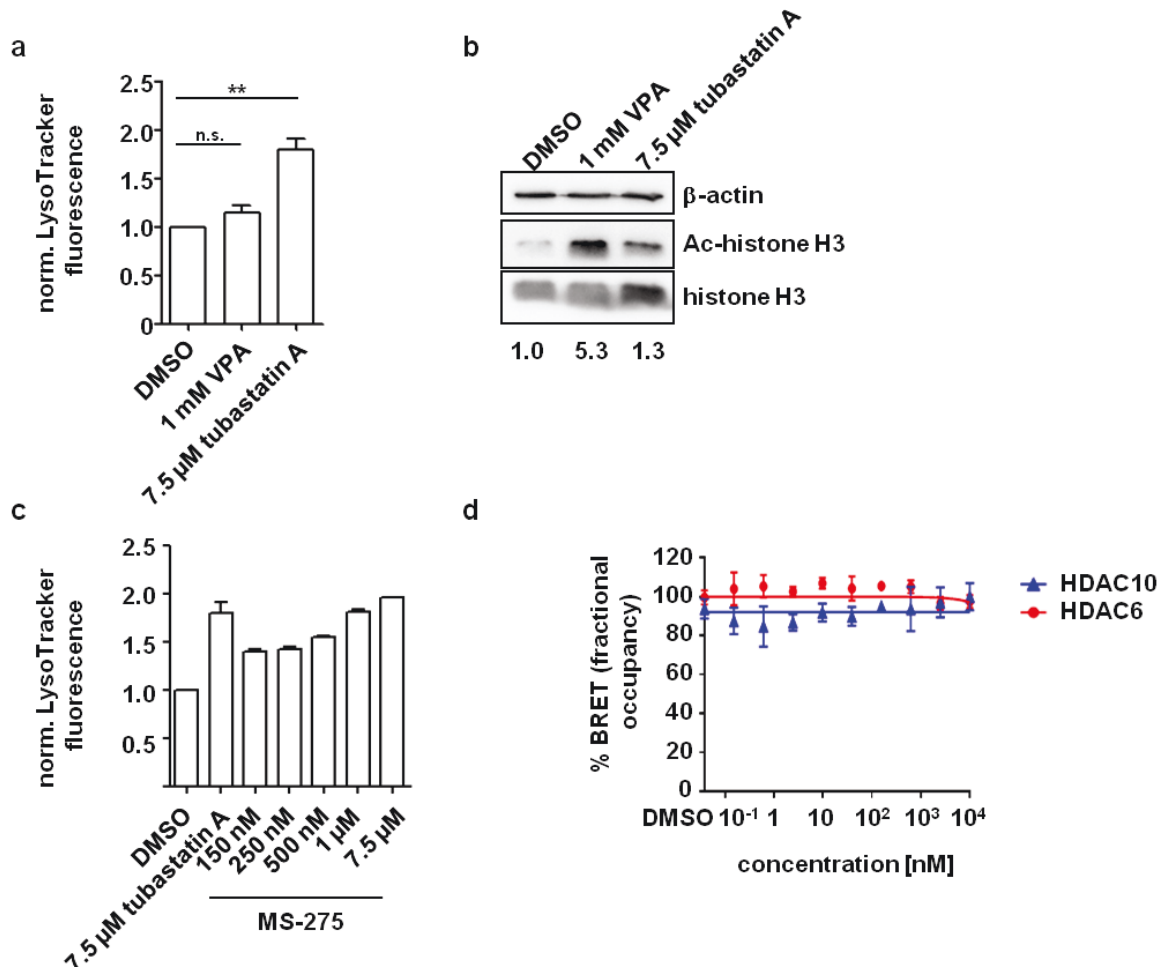 a
norm. LysoTracker
fluorescence
2.5
2.0
1.5
1.0
0.5
0
**
n.s.
DMSO
1 mM VPA
7.5 µM tubastatin A
b
DMSO
1 mM VPA
7.5 µM tubastatin A
β-actin
Ac-histone H3
histone H3
1.0 5.3 1.3
c
norm. LysoTracker
fluorescence
2.5
2.0
1.5
1.0
0.5
DMSO
7.5 µM tubastatin A
150 nM
250 nM
500 nM
1 µM
7.5 µM
MS-275
d
% BRET (fractional
occupancy)
120
100
80
60
40
20
0
DMSO 10⁻¹ 1 10 10² 10³ 10⁴
concentration [nM]
HDAC10
HDAC6